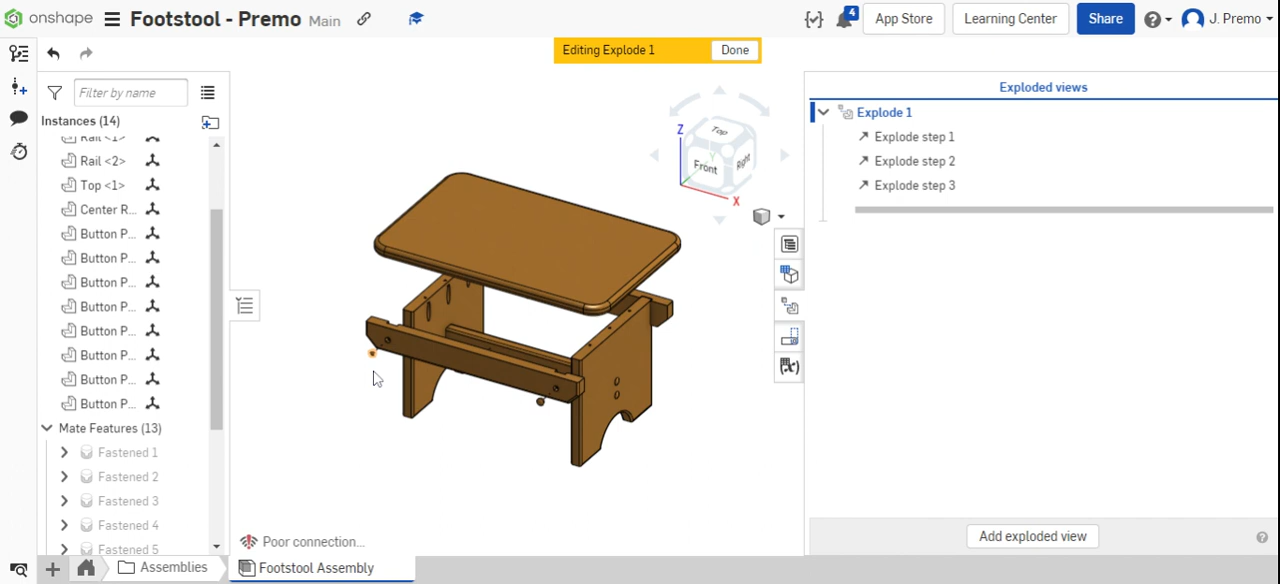 onshape Footstool - Premo Main 4 App Store Learning Center Share ? J. Premo
Editing Explode 1 Done
Filter by name
Instances (14)
Rail <1>
Rail <2>
Top <1>
Center R...
Button P...
Button P...
Button P...
Button P...
Button P...
Button P...
Button P...
Button P...
Mate Features (13)
Fastened 1
Fastened 2
Fastened 3
Fastened 4
Fastened 5
Z
Top
Y
Front
Right
X
Exploded views
Explode 1
Explode step 1
Explode step 2
Explode step 3
(x)
Poor connection...
Add exploded view
?
Assemblies
Footstool Assembly